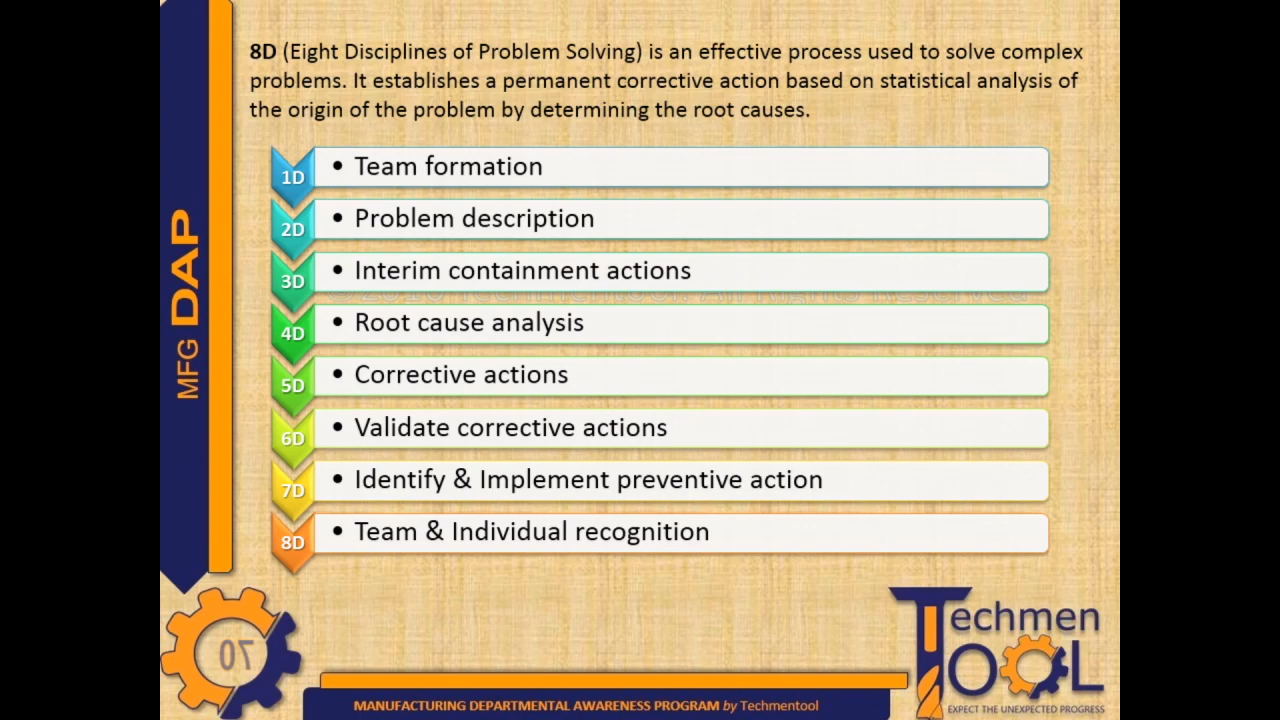 8D (Eight Disciplines of Problem Solving) is an effective process used to solve complex
problems. It establishes a permanent corrective action based on statistical analysis of
the origin of the problem by determining the root causes.
1D • Team formation
2D • Problem description
3D • Interim containment actions
4D • Root cause analysis
5D • Corrective actions
6D • Validate corrective actions
7D • Identify & Implement preventive action
8D • Team & Individual recognition
MFG DAP
70
MANUFACTURING DEPARTMENTAL AWARENESS PROGRAM by Techmentool
Techmen
TOOL
EXPECT THE UNEXPECTED PROGRESS